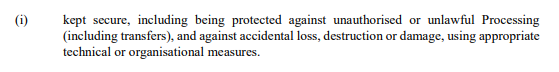 (i) kept secure, including being protected against unauthorised or unlawful Processing
(including transfers), and against accidental loss, destruction or damage, using appropriate
technical or organisational measures.